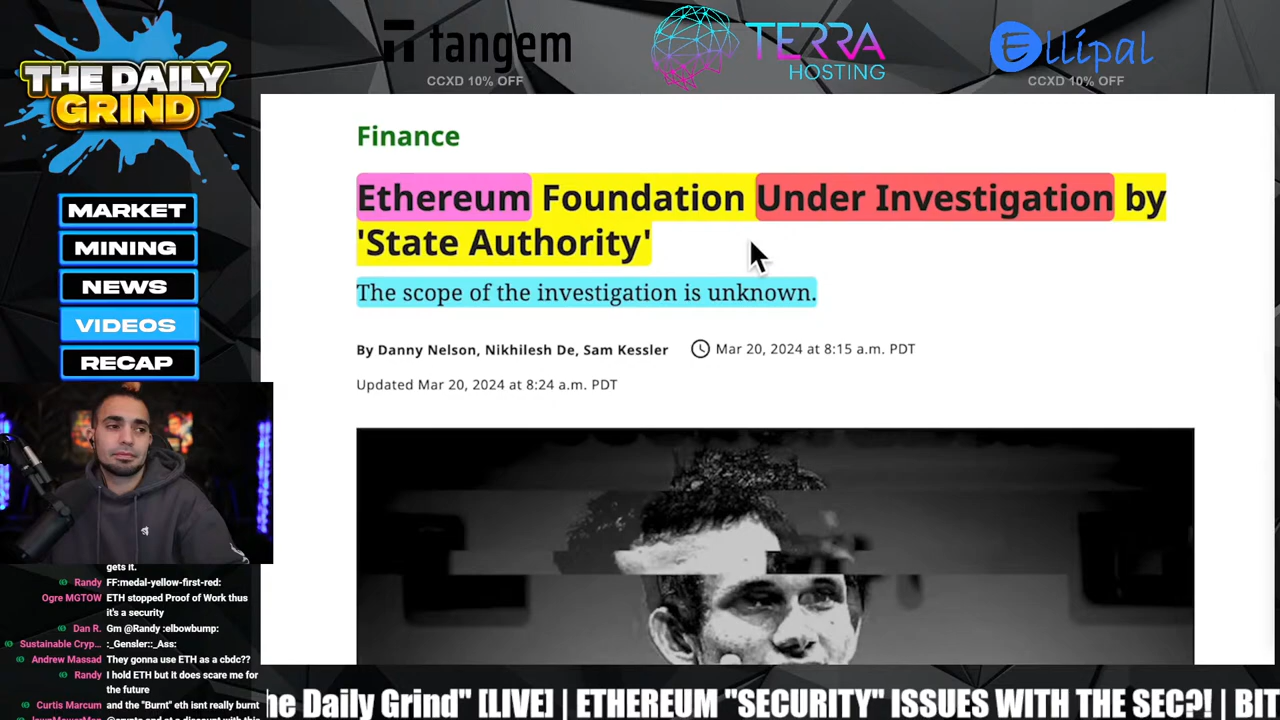 tangem
CCXD 10% OFF
TERRA
HOSTING
Ellipal
CCXD 10% OFF
THE DAILY
GRIND
MARKET
MINING
NEWS
VIDEOS
RECAP
Finance
Ethereum Foundation Under Investigation by
'State Authority'
The scope of the investigation is unknown.
By Danny Nelson, Nikhilesh De, Sam Kessler
Mar 20, 2024 at 8:15 a.m. PDT
Updated Mar 20, 2024 at 8:24 a.m. PDT
gets it.
Randy FF:medal-yellow-first-red:
Ogre MGTOW ETH stopped Proof of Work thus
it's a security
Dan R. Gm @Randy :elbowbump:
Sustainable Cryp... :_Gensler::_Ass:
Andrew Massad They gonna use ETH as a cbdc??
Randy I hold ETH but It does scare me for
the future
Curtis Marcum and the "Burnt" eth isnt really burnt
he Daily Grind" [LIVE] | ETHEREUM "SECURITY" ISSUES WITH THE SEC?! | BIT